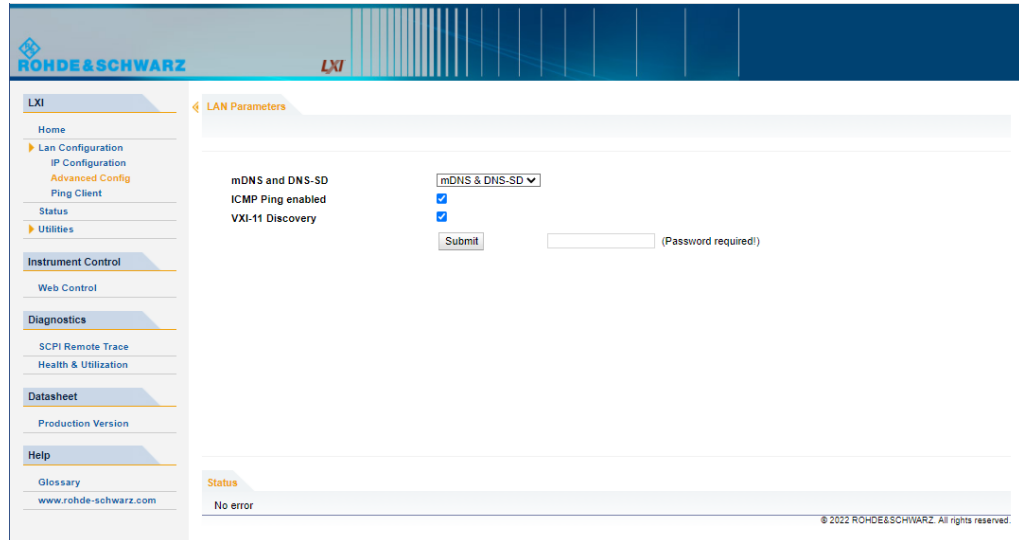 ROHDE&SCHWARZ
LXI
LXI
Home
Lan Configuration
IP Configuration
Advanced Config
Ping Client
Status
Utilities
Instrument Control
Web Control
Diagnostics
SCPI Remote Trace
Health & Utilization
Datasheet
Production Version
Help
Glossary
www.rohde-schwarz.com
LAN Parameters
mDNS and DNS-SD mDNS & DNS-SD
ICMP Ping enabled
VXI-11 Discovery
Submit (Password required!)
Status
No error
© 2022 ROHDE&SCHWARZ. All rights reserved.